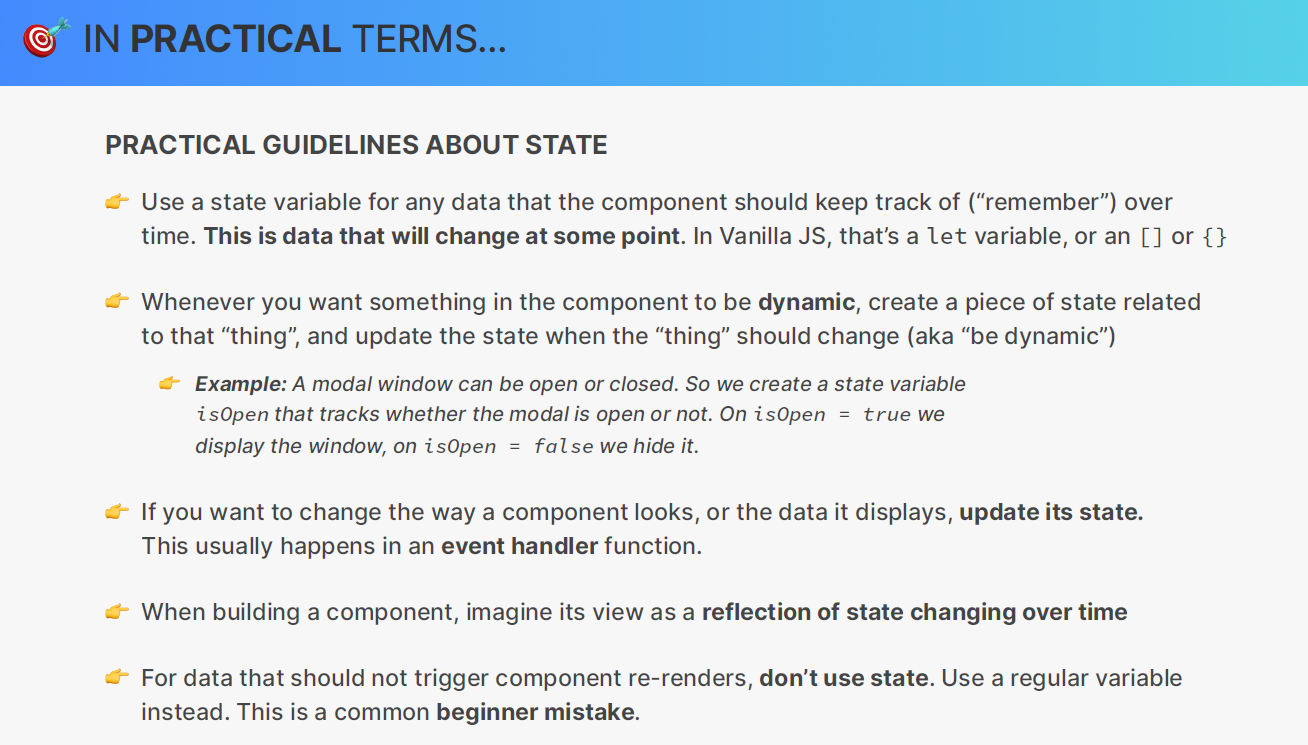 IN PRACTICAL TERMS...
PRACTICAL GUIDELINES ABOUT STATE
Use a state variable for any data that the component should keep track of (“remember”) over
time. This is data that will change at some point. In Vanilla JS, that’s a let variable, or an [] or {}
Whenever you want something in the component to be dynamic, create a piece of state related
to that “thing”, and update the state when the “thing” should change (aka “be dynamic”)
Example: A modal window can be open or closed. So we create a state variable
isOpen that tracks whether the modal is open or not. On isOpen = true we
display the window, on isOpen = false we hide it.
If you want to change the way a component looks, or the data it displays, update its state.
This usually happens in an event handler function.
When building a component, imagine its view as a reflection of state changing over time
For data that should not trigger component re-renders, don’t use state. Use a regular variable
instead. This is a common beginner mistake.